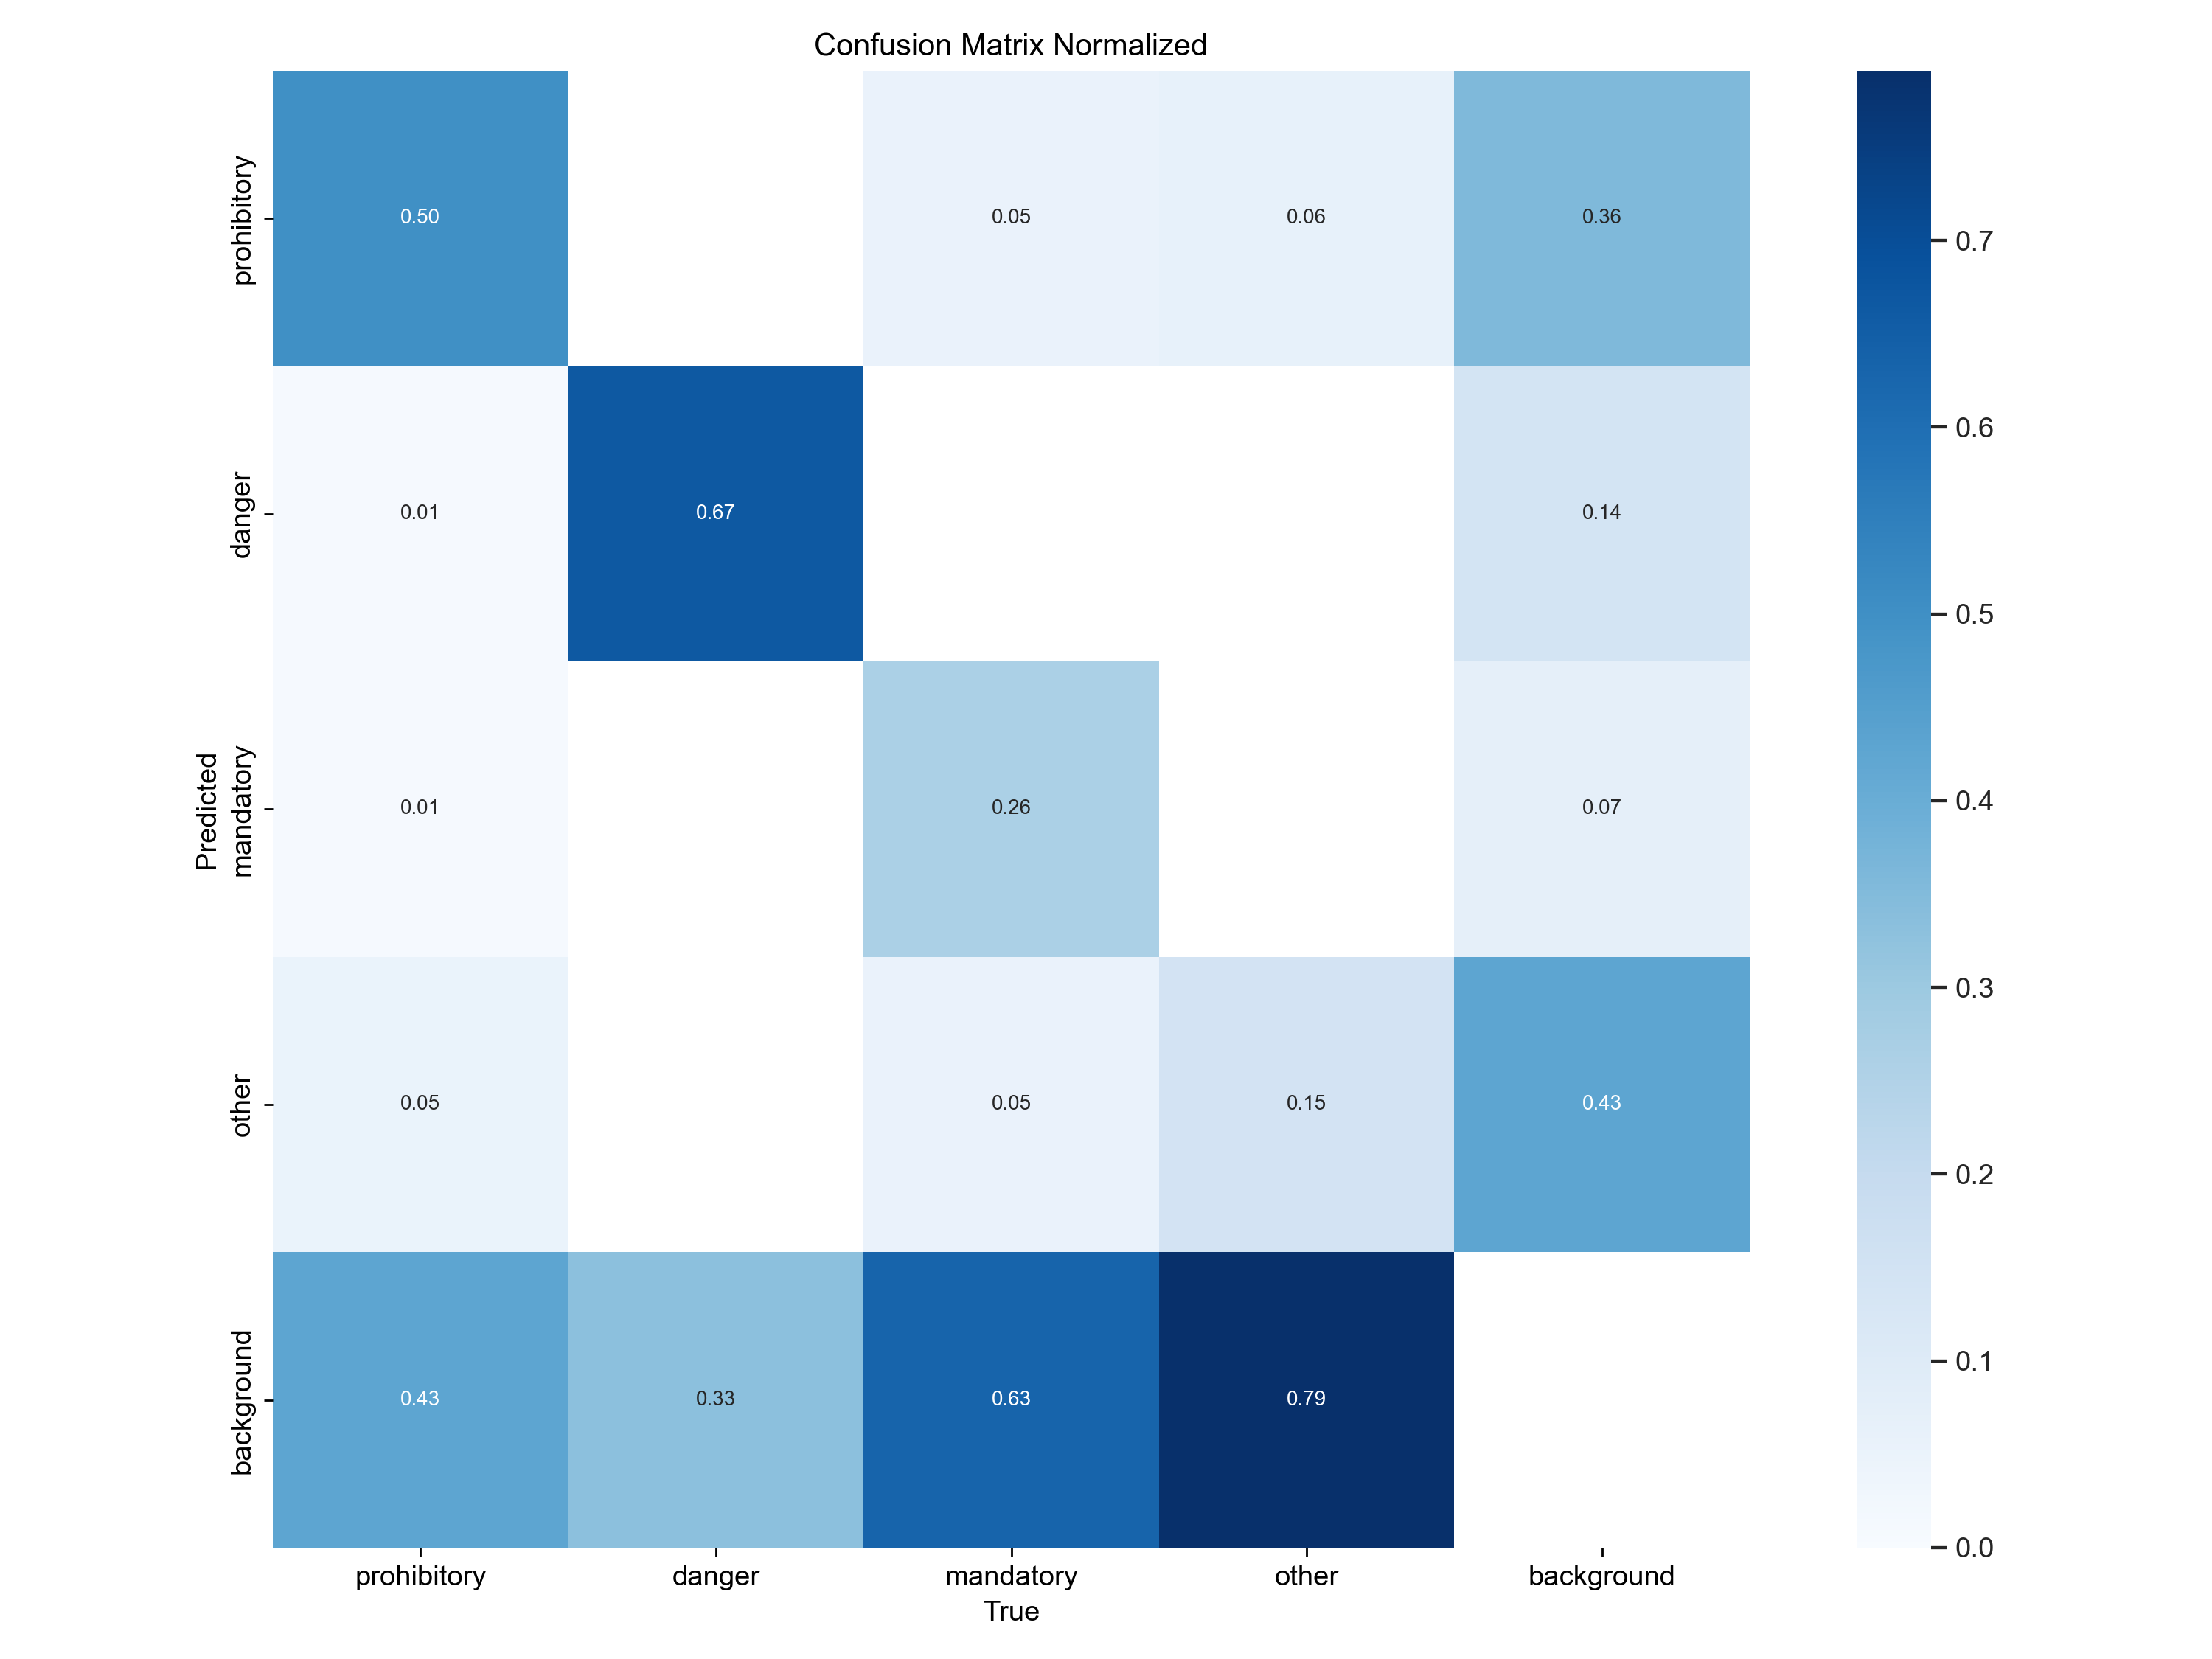 Confusion Matrix Normalized
prohibitory
0.50
0.05
0.06
0.36
danger
0.01
0.67
0.14
Predicted
mandatory
0.01
0.26
0.07
other
0.05
0.05
0.15
0.43
background
0.43
0.33
0.63
0.79
prohibitory
danger
mandatory
other
background
True
0.7
0.6
0.5
0.4
0.3
0.2
0.1
0.0